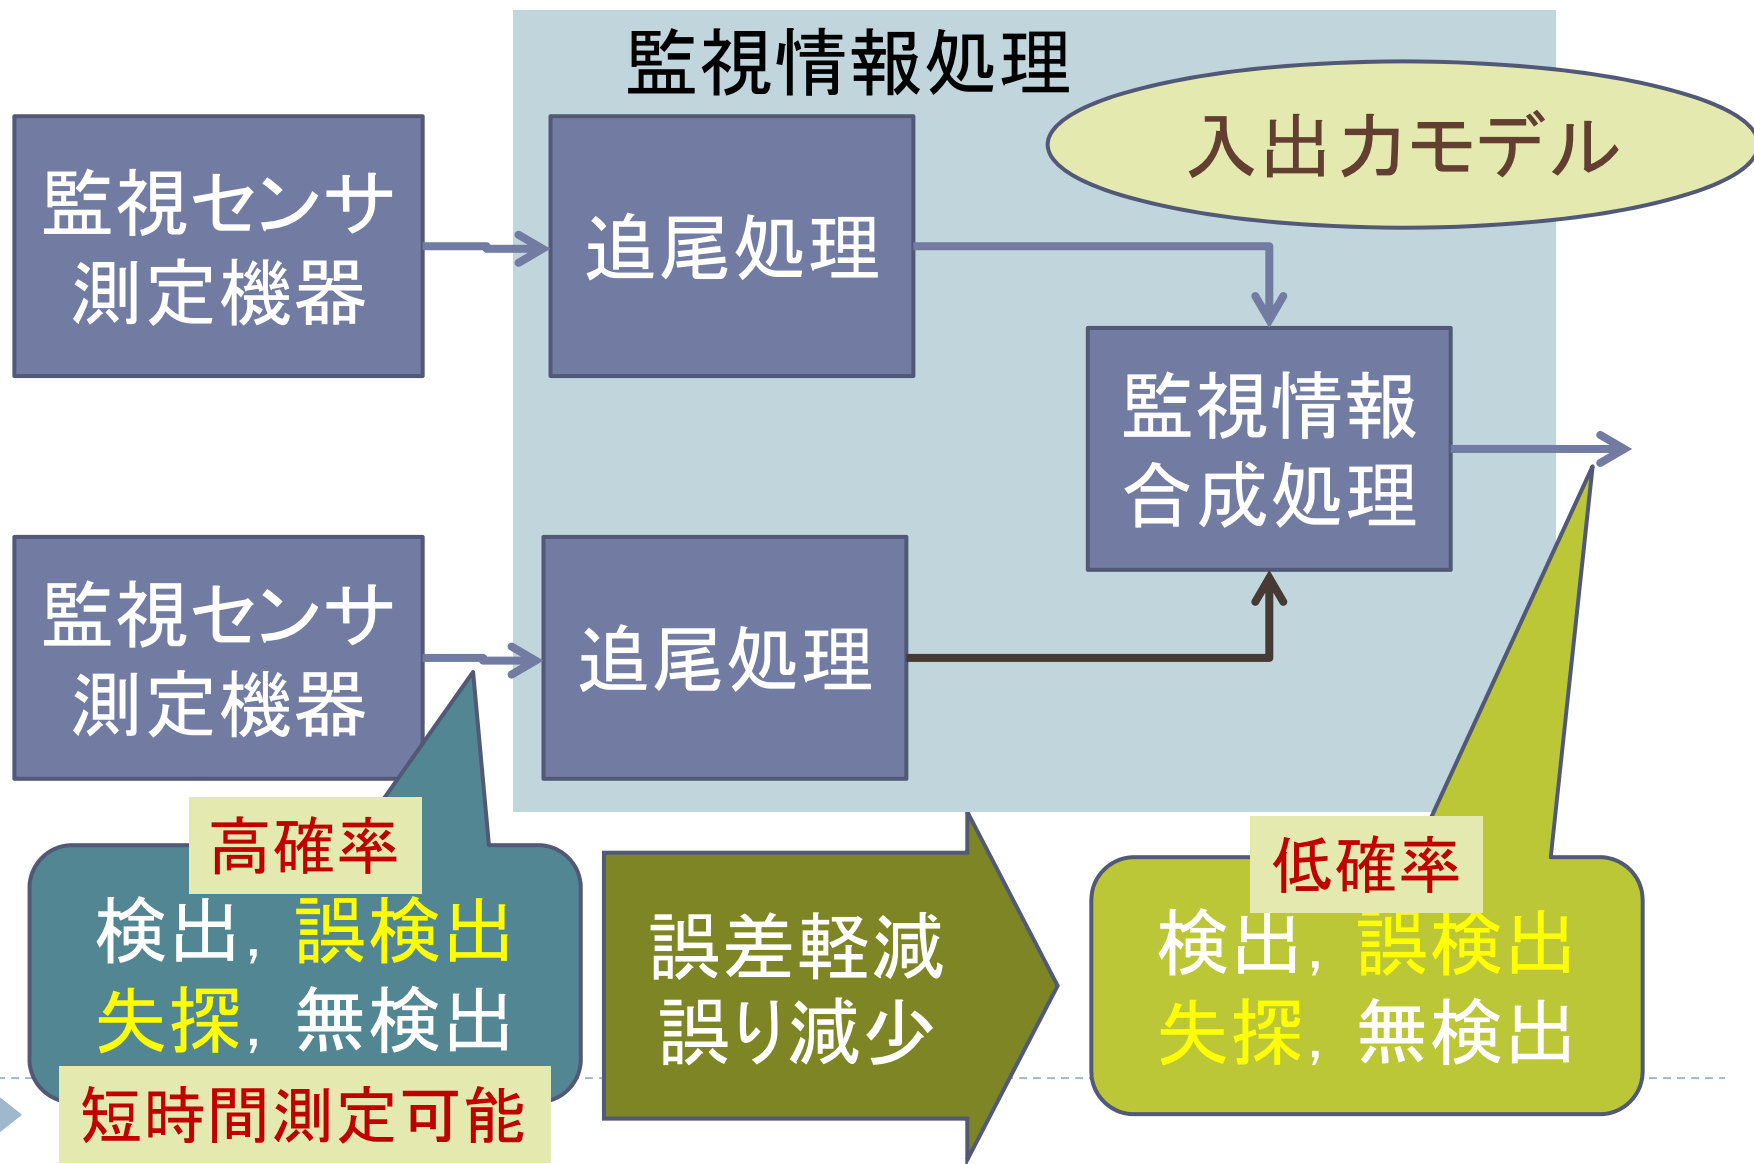 監視情報処理
入出力モデル
監視センサ
測定機器
追尾処理
監視情報
合成処理
監視センサ
測定機器
追尾処理
高確率
検出, 誤検出
失探, 無検出
短時間測定可能
誤差軽減
誤り減少
低確率
検出, 誤検出
失探, 無検出